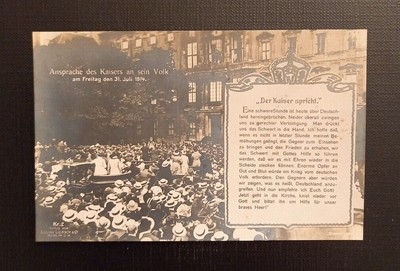 Ansprache des Kaisers an sein Volk
am Freitag den 31. Juli 1914.
„Der Kaiser spricht."
Eine schwere Stunde ist heute über Deutsch-
land hereingebrochen. Neider überall zwingen
uns zu gerechter Verteidigung. Man drückt
uns das Schwert in die Hand. Ich hoffe daß,
wenn es nicht in letzter Stunde meinen Be-
mühungen gelingt, die Gegner zum Einsehen
zu bringen und den Frieden zu erhalten, wir
das Schwert mit Gottes Hilfe so führen
werden, daß wir es mit Ehren wieder in die
Scheide stecken können. Enorme Opfer an
Gut und Blut würde ein Krieg vom deutschen
Volk erfordern. Den Gegnern aber würden
wir zeigen, was es heißt, Deutschland anzu-
greifen. Und nun empfehle ich Euch Gott!
Jetzt geht in die Kirche, kniet nieder vor
Gott und bittet ihn um Hilfe für unser
braves Heer!"